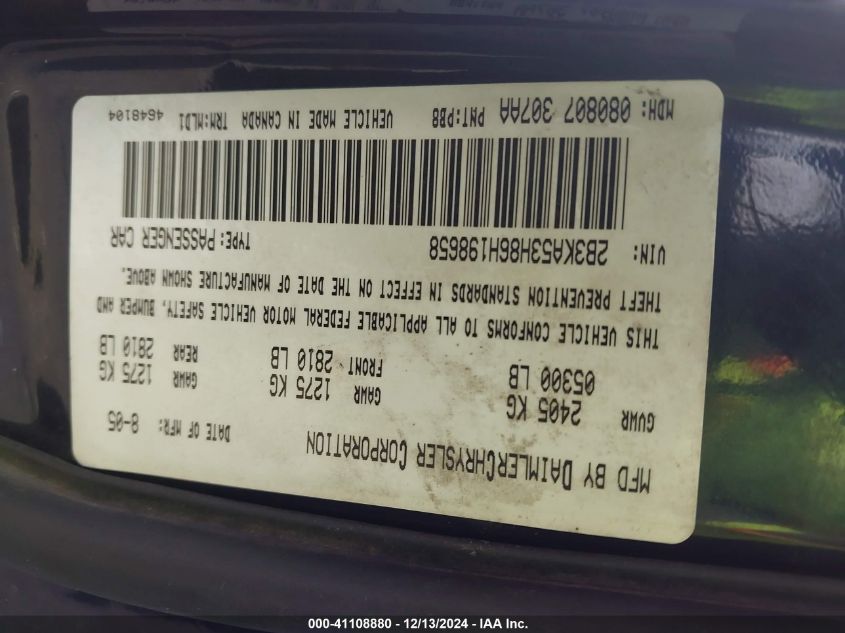 MFD BY DAIMLERCHRYSLER CORPORATION DATE OF MFR: 8-05
GVWR 2405 KG GAWR 1275 KG GAWR 1275 KG
05300 LB FRONT 2810 LB REAR 2810 LB
THIS VEHICLE CONFORMS TO ALL APPLICABLE FEDERAL MOTOR VEHICLE SAFETY, BUMPER AND
THEFT PREVENTION STANDARDS IN EFFECT ON THE DATE OF MANUFACTURE SHOWN ABOVE.
VIN: 2B3KA53H86H198658 TYPE: PASSENGER CAR
MDH: 080807 307AA PNT:PB8 VEHICLE MADE IN CANADA TRM:MLD1 4648104
000-41108880 - 12/13/2024 - IAA Inc.